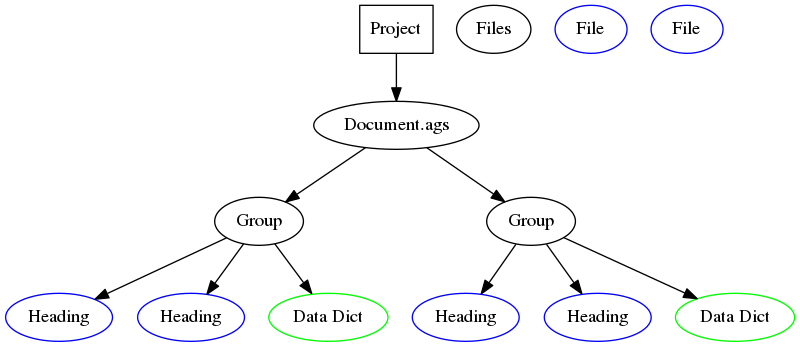 Project
Files
File
File
Document.ags
Group
Group
Heading
Heading
Data Dict
Heading
Heading
Data Dict